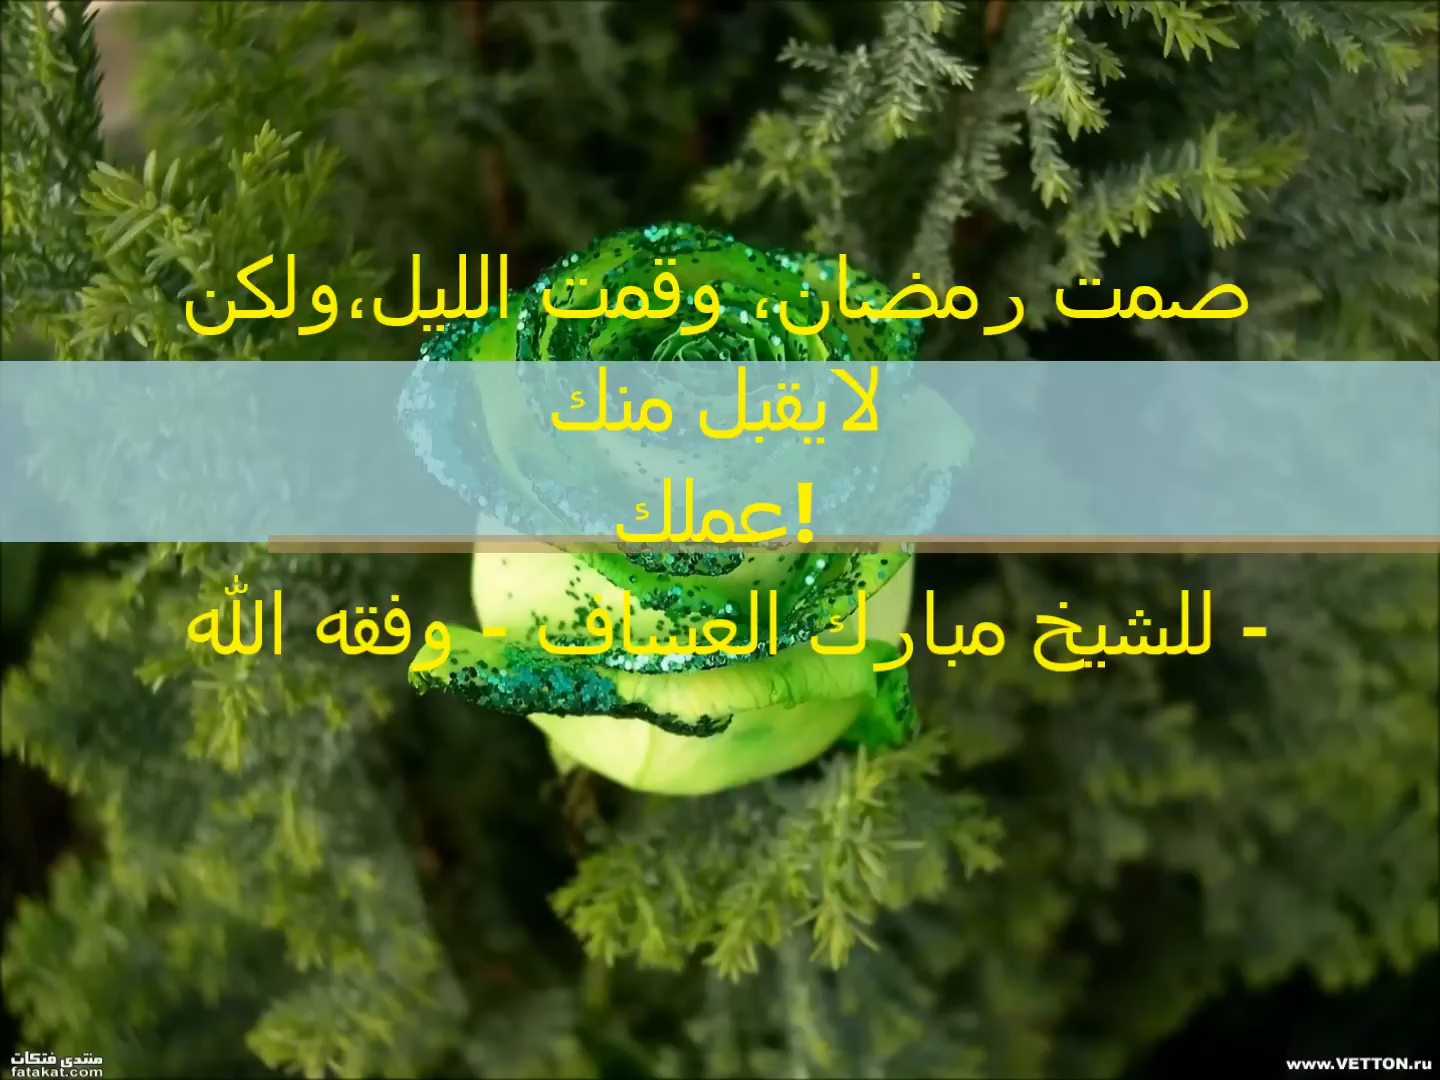 صمت رمضان، وقمت الليل،ولكن
لايقبل منك
عملك!
- للشيخ مبارك العساف - وفقه الله
منتدى فتكات
fatakat.com
www.VETTON.ru